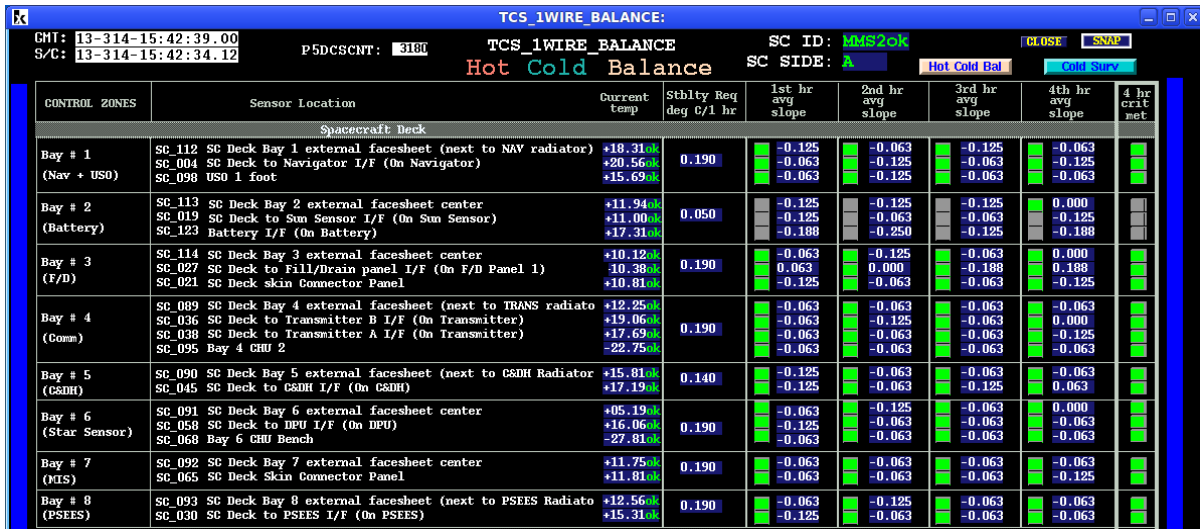 TCS_1WIRE_BALANCE:
GMT: 13-314-15:42:39.00
S/C: 13-314-15:42:34.12
P5DCSCNT: 3180
TCS_1WIRE_BALANCE
Hot Cold Balance
SC ID: MMS2ok
SC SIDE: A
CLOSE SNAP
Hot Cold Bal Cold Surv
CONTROL ZONES Sensor Location Current temp Stblty Req deg C/1 hr 1st hr avg slope 2nd hr avg slope 3rd hr avg slope 4th hr avg slope 4 hr crit met
Spacecraft Deck
Bay # 1 (Nav + USO) 0.190
SC_112 SC Deck Bay 1 external facesheet (next to NAV radiator) +18.31ok -0.125 -0.063 -0.125 -0.063
SC_004 SC Deck to Navigator I/F (On Navigator) +20.56ok -0.063 -0.125 -0.063 -0.125
SC_098 USO 1 foot +15.69ok -0.063 -0.125 -0.063 -0.063
Bay # 2 (Battery) 0.050
SC_113 SC Deck Bay 2 external facesheet center +11.94ok -0.125 -0.125 -0.125 0.000
SC_019 SC Deck to Sun Sensor I/F (On Sun Sensor) +11.00ok -0.125 -0.063 -0.063 -0.125
SC_123 Battery I/F (On Battery) +17.31ok -0.188 -0.250 -0.125 -0.188
Bay # 3 (F/D) 0.190
SC_114 SC Deck Bay 3 external facesheet center +10.12ok -0.063 -0.125 -0.063 0.000
SC_027 SC Deck to Fill/Drain panel I/F (On F/D Panel 1) -10.38ok 0.063 0.000 -0.188 0.188
SC_021 SC Deck skin Connector Panel +10.81ok -0.125 -0.063 -0.063 -0.125
Bay # 4 (Comm) 0.190
SC_089 SC Deck Bay 4 external facesheet (next to TRANS radiato +12.25ok -0.063 -0.063 -0.063 -0.063
SC_036 SC Deck to Transmitter B I/F (On Transmitter) +19.06ok -0.063 -0.125 -0.063 0.000
SC_038 SC Deck to Transmitter A I/F (On Transmitter) +17.69ok -0.063 -0.063 -0.063 -0.125
SC_095 Bay 4 CHU 2 -22.75ok -0.063 -0.063 -0.063 -0.063
Bay # 5 (C&DH) 0.140
SC_090 SC Deck Bay 5 external facesheet (next to C&DH Radiator +15.81ok -0.125 -0.063 -0.063 -0.063
SC_045 SC Deck to C&DH I/F (On C&DH) +17.19ok -0.125 -0.063 -0.125 0.063
Bay # 6 (Star Sensor) 0.190
SC_091 SC Deck Bay 6 external facesheet center +05.19ok -0.063 -0.125 -0.063 0.000
SC_058 SC Deck to DPU I/F (On DPU) +16.06ok -0.125 -0.063 -0.063 -0.063
SC_068 Bay 6 CHU Bench -27.81ok -0.063 -0.063 -0.063 -0.063
Bay # 7 (MIS) 0.190
SC_092 SC Deck Bay 7 external facesheet center +11.75ok -0.063 -0.063 -0.063 -0.063
SC_065 SC Deck Skin Connector Panel +11.81ok -0.063 -0.063 -0.063 -0.125
Bay # 8 (PSEES) 0.190
SC_093 SC Deck Bay 8 external facesheet (next to PSEES Radiato +12.56ok -0.063 -0.125 -0.063 -0.063
SC_030 SC Deck to PSEES I/F (On PSEES) +15.31ok -0.125 -0.063 -0.063 -0.063